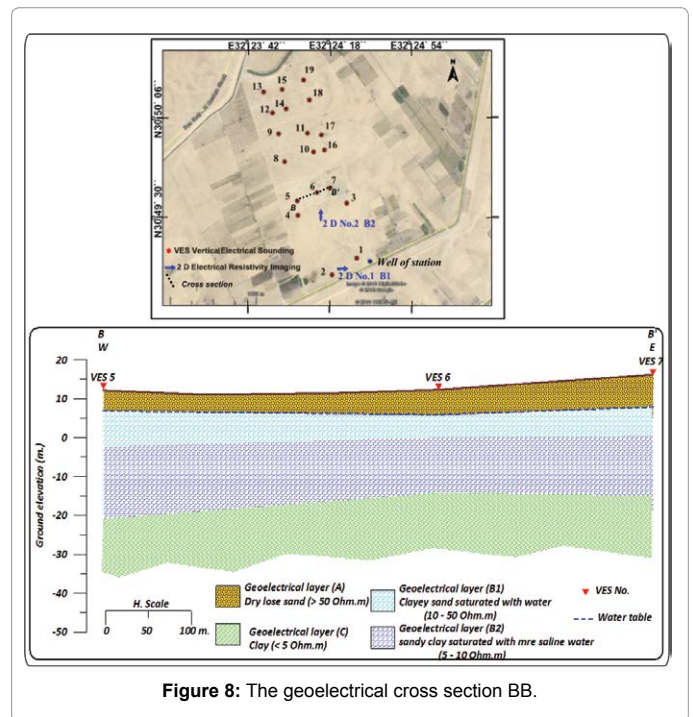 E32°23` 42`` E32°24` 18`` E32°24` 54``
N30°50` 06``
N30°49` 30``
N
19
15
13
18
14
12
9
11
17
10
16
8
7
6
B'
5
B
3
4
2 D No.2 B2
1
Well of station
2
2 D No.1 B1
VES Vertical Electrical Sounding
2 D Electrical Resistivity Imaging
Cross section
B
W
B'
E
VES 5
VES 6
VES 7
Ground elevation (m.)
20
10
0
-10
-20
-30
-40
-50
H. Scale
0 50 100 m.
Geoelectrical layer (A)
Dry lose sand (> 50 Ohm.m)
Geoelectrical layer (C)
Clay (< 5 Ohm.m)
Geoelectrical layer (B1)
Clayey sand saturated with water
(10 - 50 Ohm.m)
Geoelectrical layer (B2)
sandy clay saturated with mre saline water
(5 - 10 Ohm.m)
VES No.
Water table
Figure 8: The geoelectrical cross section BB.